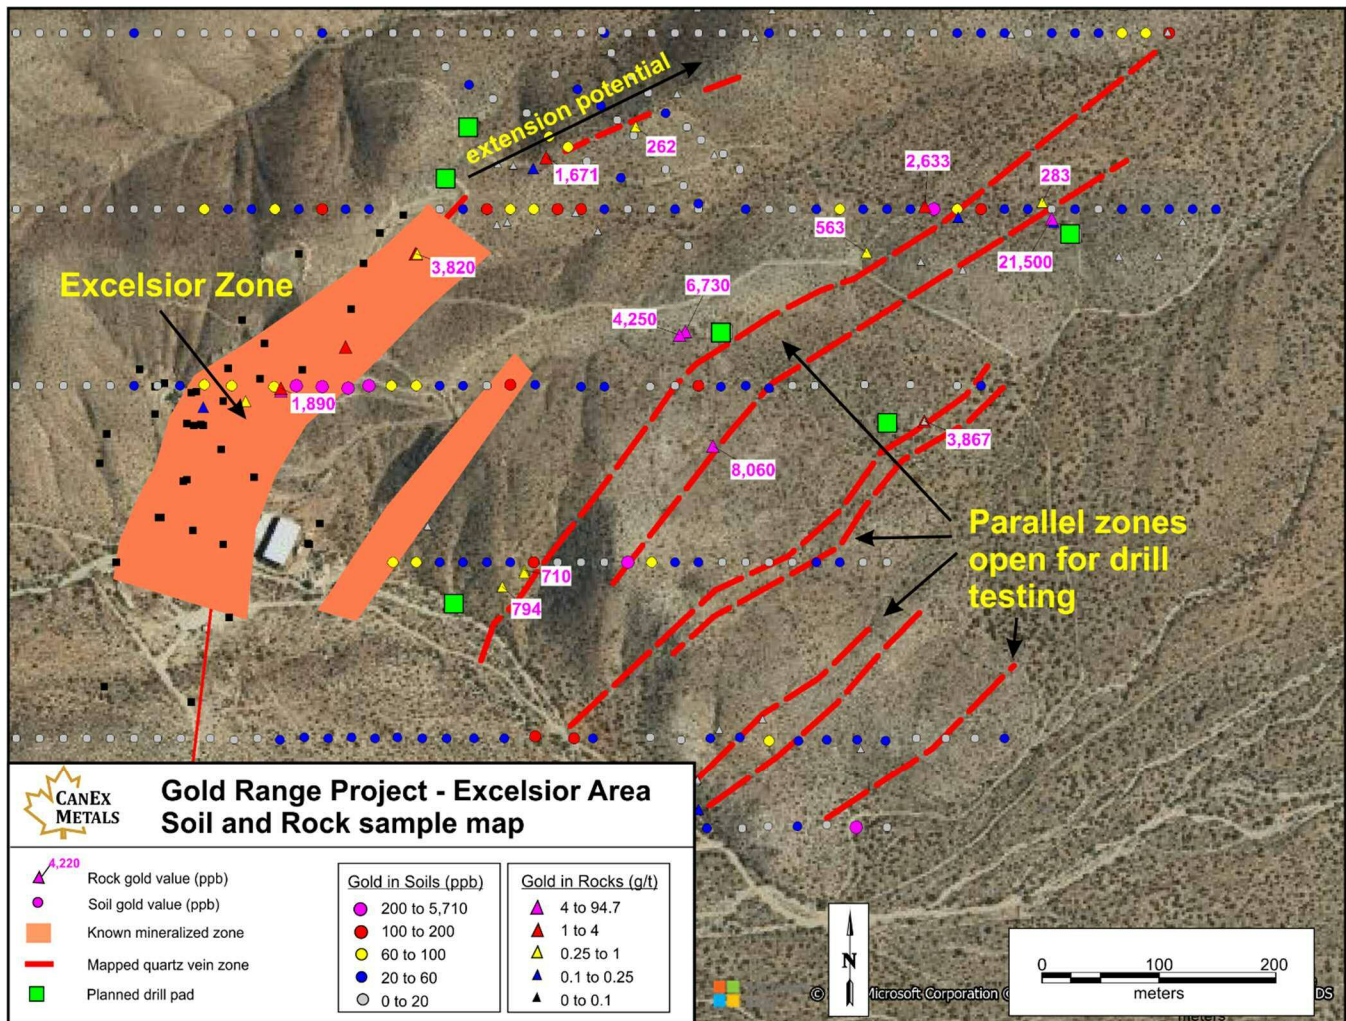 extension potential
262
1,671
2,633
283
563
21,500
3,820
Excelsior Zone
6,730
4,250
1,890
3,867
8,060
Parallel zones
open for drill
testing
710
794
CANEX
METALS
Gold Range Project - Excelsior Area
Soil and Rock sample map
4,220
Rock gold value (ppb)
Soil gold value (ppb)
Known mineralized zone
Mapped quartz vein zone
Planned drill pad
Gold in Soils (ppb)
200 to 5,710
100 to 200
60 to 100
20 to 60
0 to 20
Gold in Rocks (g/t)
4 to 94.7
1 to 4
0.25 to 1
0.1 to 0.25
0 to 0.1
N
0 100 200
meters
©
Microsoft Corporation
DS
meters